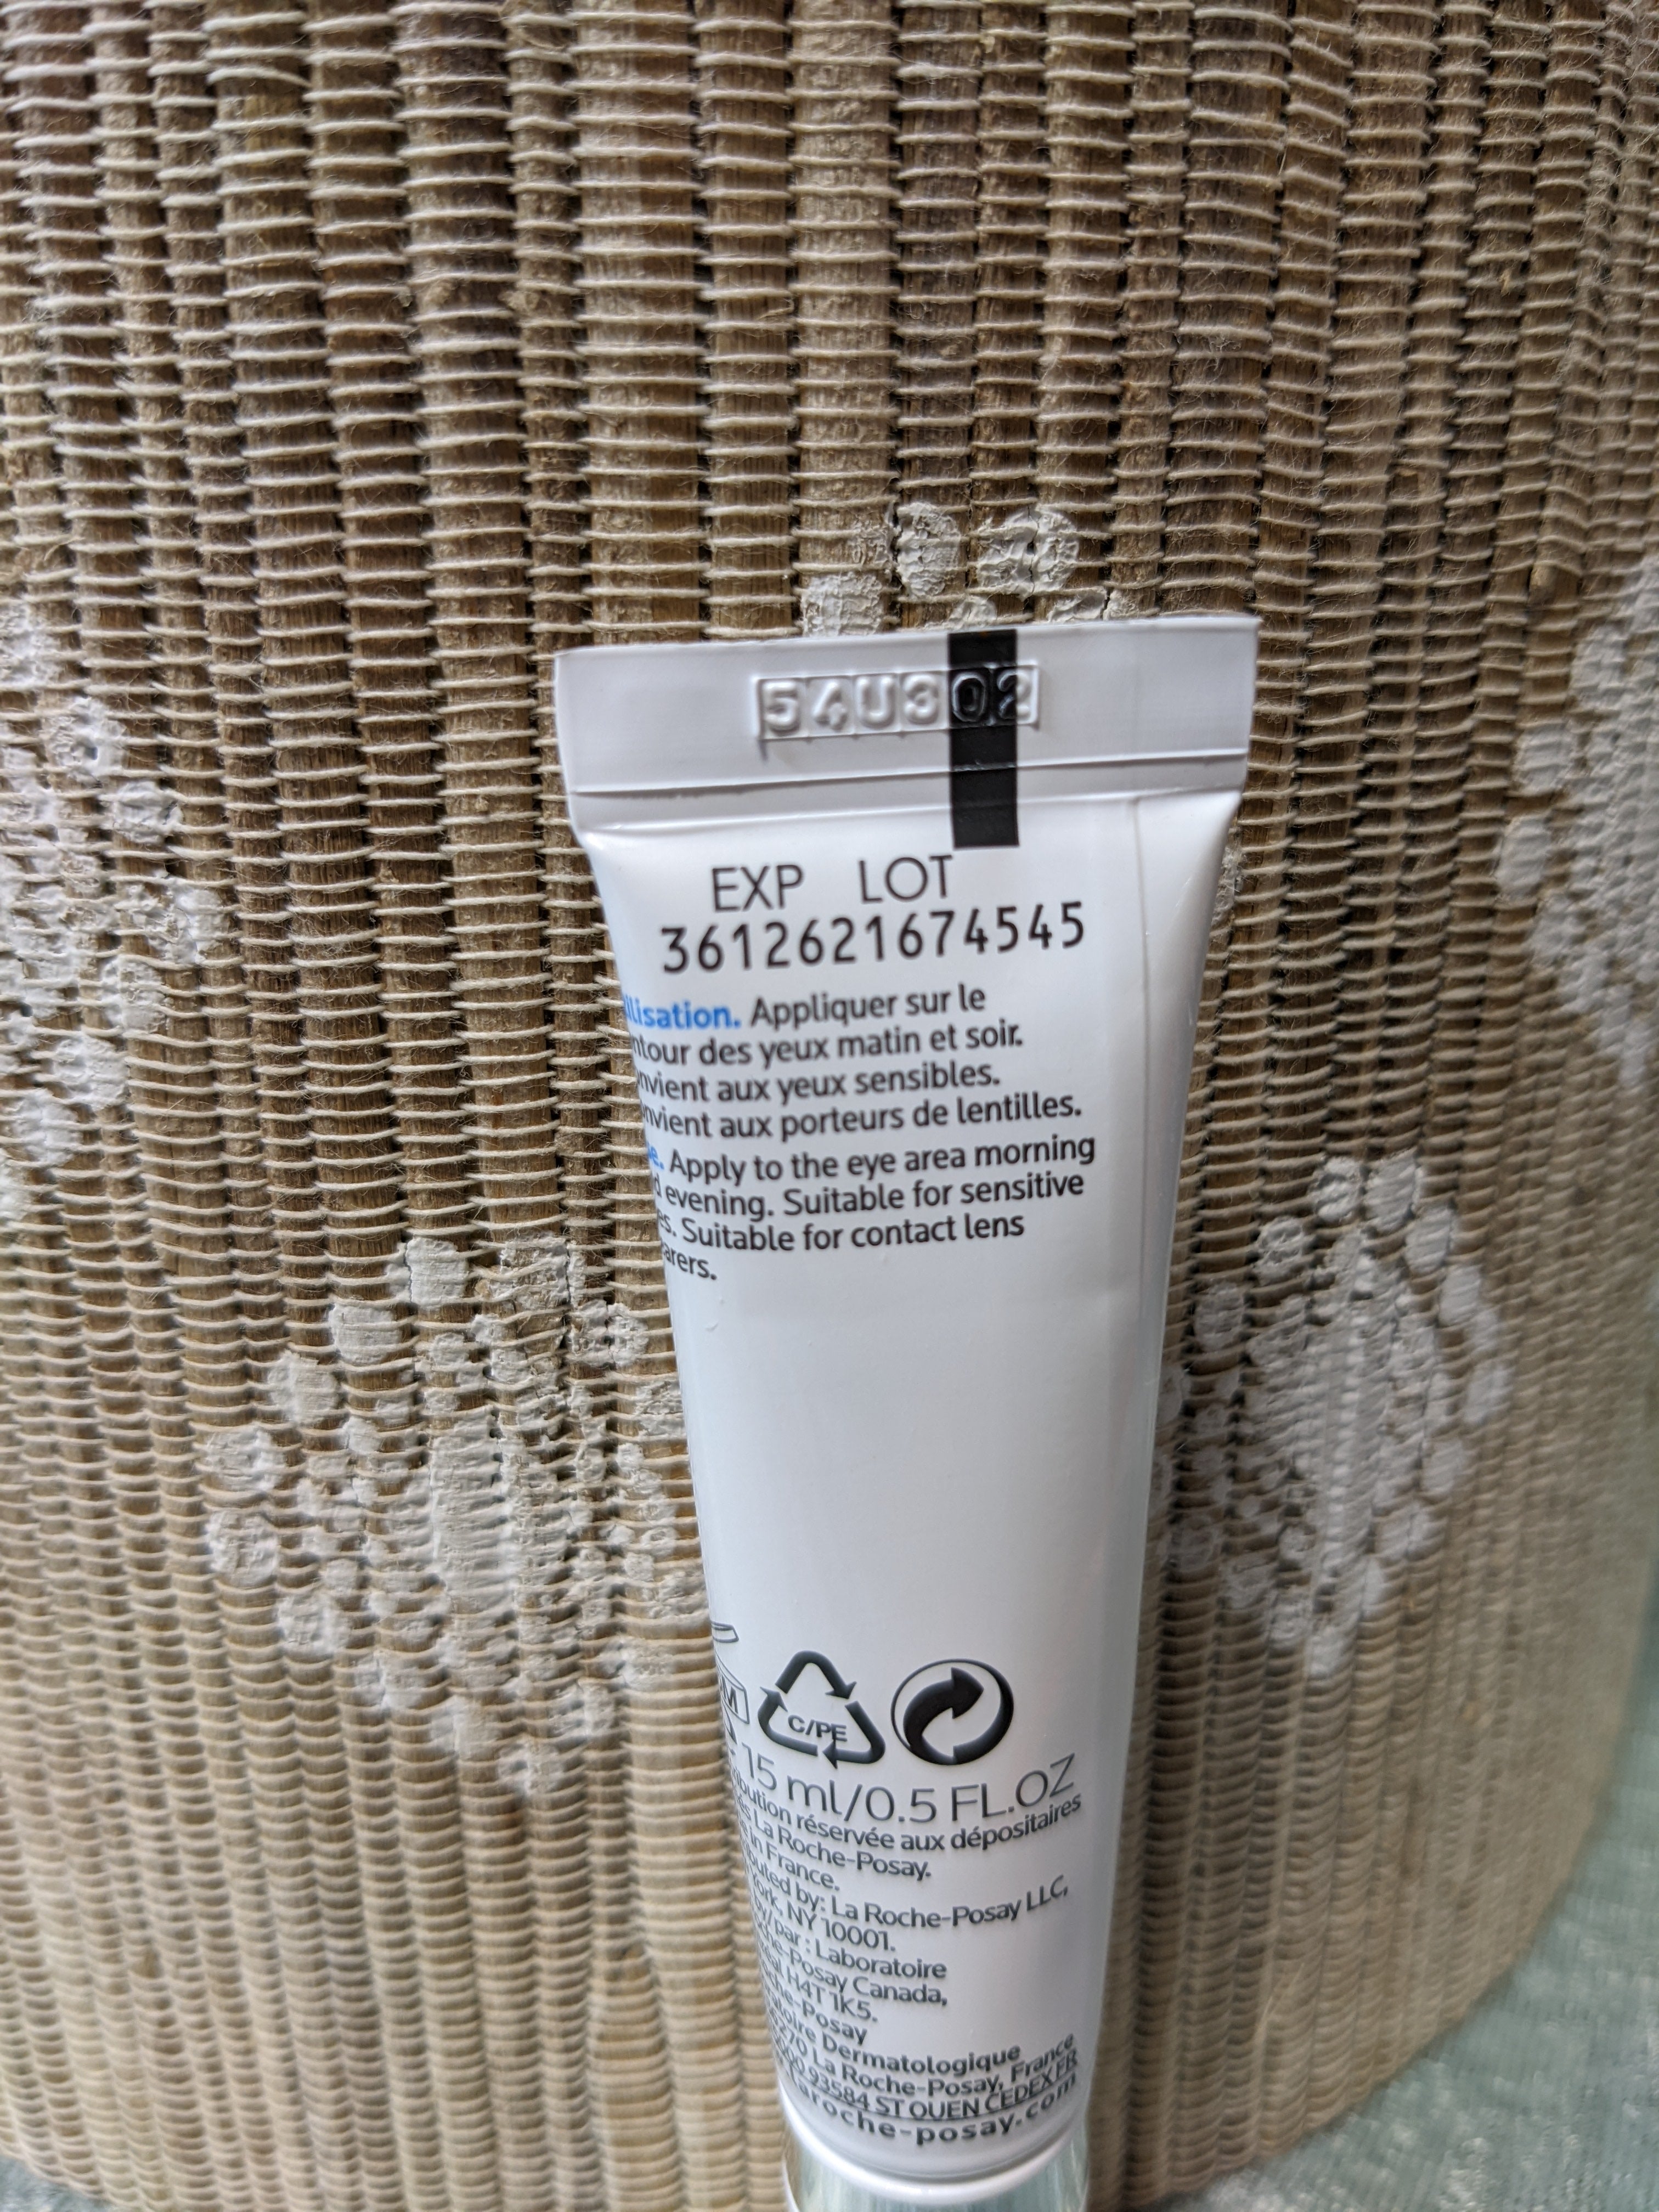 54U302
EXP LOT
3612621674545
Appliquer sur le
des yeux matin et soir.
aux yeux sensibles.
aux porteurs de lentilles.
Apply to the eye area morning
evening. Suitable for sensitive
Suitable for contact lens
C/PE
15 ml/0.5 FL.OZ
réservée aux dépositaires
La Roche-Posay.
in France.
by: La Roche-Posay LLC,
NY 10001.
par : Laboratoire
Canada,
H4T 1K5.
Dermatologique
La Roche-Posay, France
93584 ST OUEN CEDEX FR